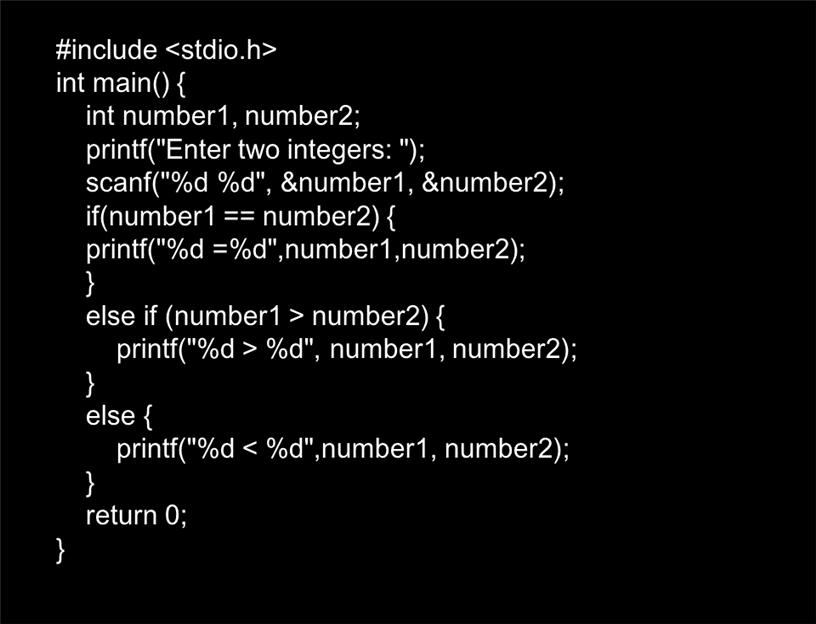 #include <stdio.h>
int main() {
int number1, number2;
printf("Enter two integers: ");
scanf("%d %d", &number1, &number2);
if(number1 == number2) {
printf("%d =%d",number1,number2);
}
else if (number1 > number2) {
printf("%d > %d", number1, number2);
}
else {
printf("%d < %d",number1, number2);
}
return 0;
}